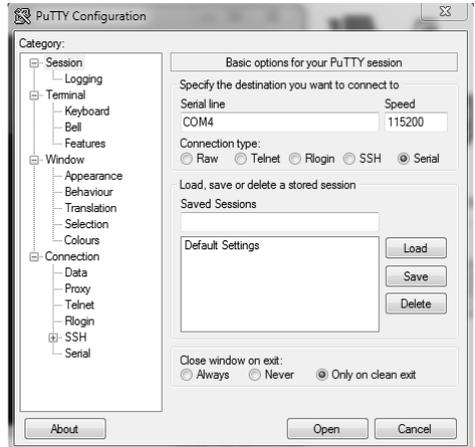 PuTTY Configuration
Category:
Session
Logging
Terminal
Keyboard
Bell
Features
Window
Appearance
Behaviour
Translation
Selection
Colours
Connection
Data
Proxy
Telnet
Rlogin
SSH
Serial
Basic options for your PuTTY session
Specify the destination you want to connect to
Serial line Speed
COM4 115200
Connection type:
Raw Telnet Rlogin SSH Serial
Load, save or delete a stored session
Saved Sessions
Default Settings
Load
Save
Delete
Close window on exit:
Always Never Only on clean exit
About Open Cancel